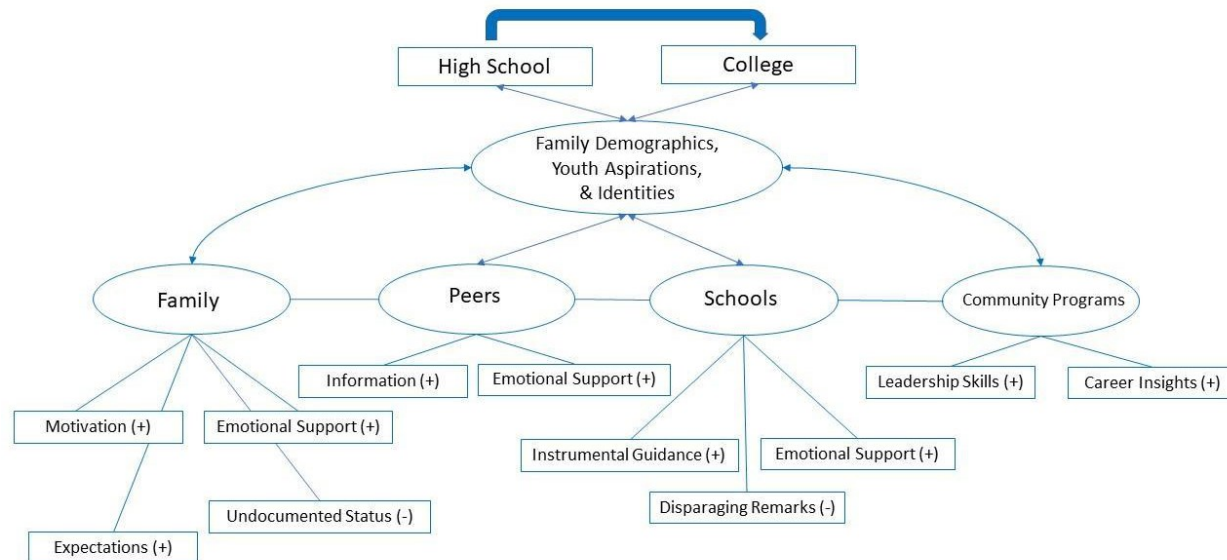 High School
College
Family Demographics,
Youth Aspirations,
& Identities
Family
Peers
Schools
Community Programs
Information (+)
Emotional Support (+)
Leadership Skills (+)
Career Insights (+)
Motivation (+)
Emotional Support (+)
Instrumental Guidance (+)
Emotional Support (+)
Undocumented Status (-)
Disparaging Remarks (-)
Expectations (+)